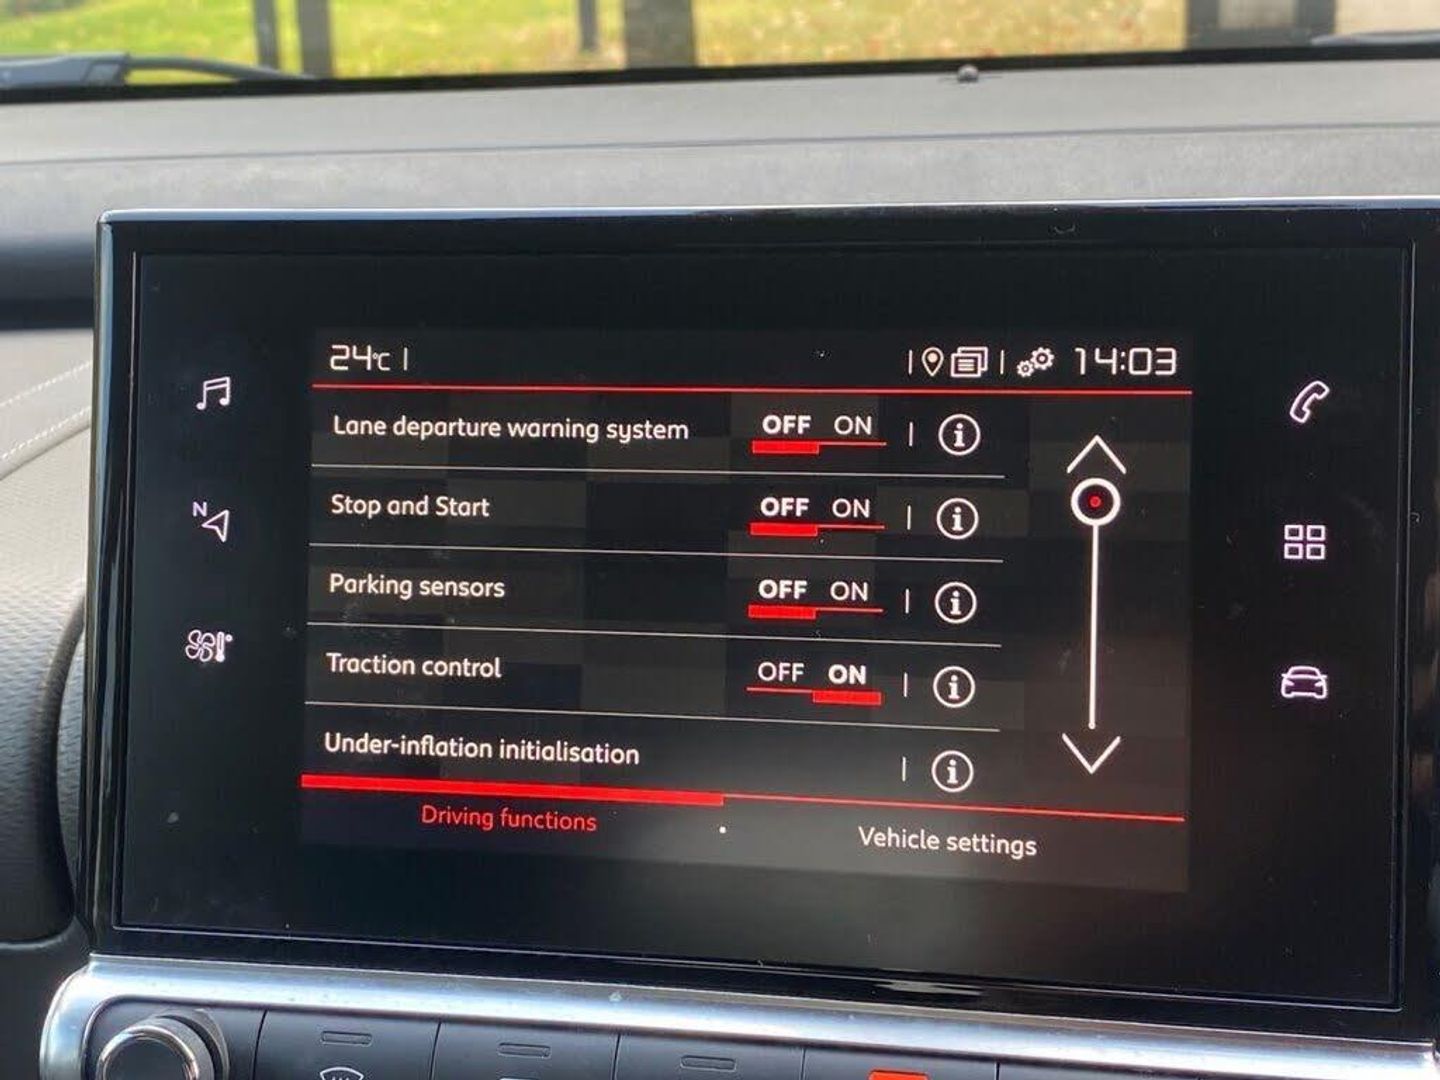 24°C
14:03
Lane departure warning system OFF ON
Stop and Start OFF ON
Parking sensors OFF ON
Traction control OFF ON
Under-inflation initialisation
Driving functions
Vehicle settings
N